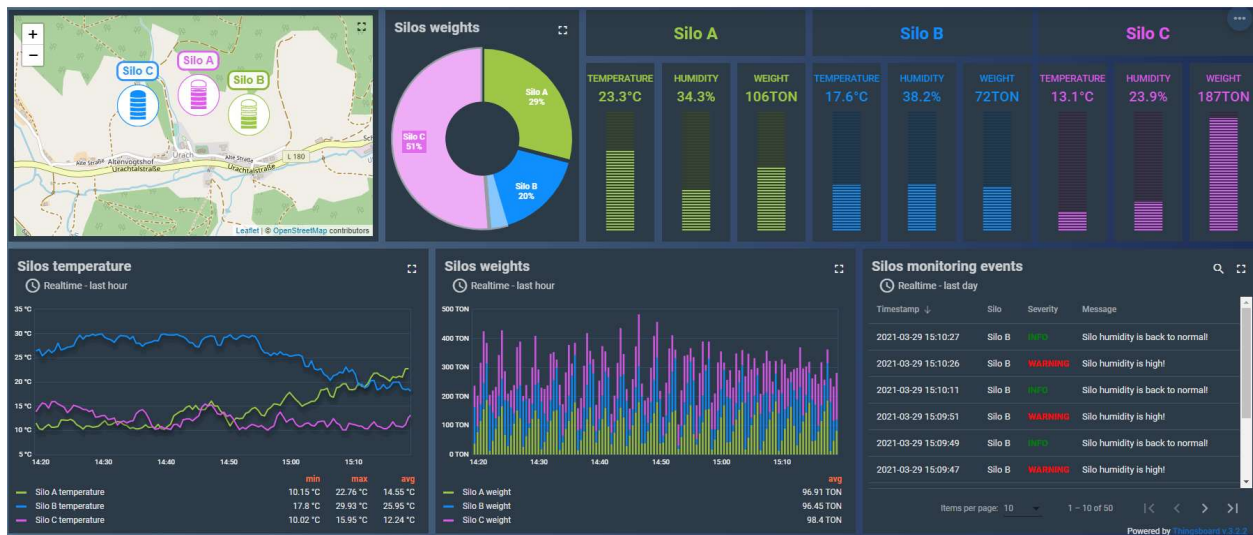 +
−
Silo C
Silo A
Silo B
Alte Straße
Altenvogtshof
Urach
Alte Straße
L 180
Urachtalstraße
Urachtalstraße
Leaflet | © OpenStreetMap contributors
Silos weights
Silo A
29%
Silo B
20%
Silo C
51%
Silo A
TEMPERATURE HUMIDITY WEIGHT
23.3°C 34.3% 106TON
Silo B
TEMPERATURE HUMIDITY WEIGHT
17.6°C 38.2% 72TON
Silo C
TEMPERATURE HUMIDITY WEIGHT
13.1°C 23.9% 187TON
Silos temperature
Realtime - last hour
35 °C
30 °C
25 °C
20 °C
15 °C
10 °C
5 °C
14:20 14:30 14:40 14:50 15:00 15:10
min max avg
Silo A temperature 10.15 °C 22.76 °C 14.55 °C
Silo B temperature 17.8 °C 29.93 °C 25.95 °C
Silo C temperature 10.02 °C 15.95 °C 12.24 °C
Silos weights
Realtime - last hour
500 TON
400 TON
300 TON
200 TON
100 TON
0 TON
14:20 14:30 14:40 14:50 15:00 15:10
avg
Silo A weight 96.91 TON
Silo B weight 96.45 TON
Silo C weight 98.4 TON
Silos monitoring events
Realtime - last day
Timestamp ↓ Silo Severity Message
2021-03-29 15:10:27 Silo B INFO Silo humidity is back to normal!
2021-03-29 15:10:26 Silo B WARNING Silo humidity is high!
2021-03-29 15:10:11 Silo B INFO Silo humidity is back to normal!
2021-03-29 15:09:51 Silo B WARNING Silo humidity is high!
2021-03-29 15:09:49 Silo B INFO Silo humidity is back to normal!
2021-03-29 15:09:47 Silo B WARNING Silo humidity is high!
Items per page: 10 1 – 10 of 50
Powered by Thingsboard v.3.2.2